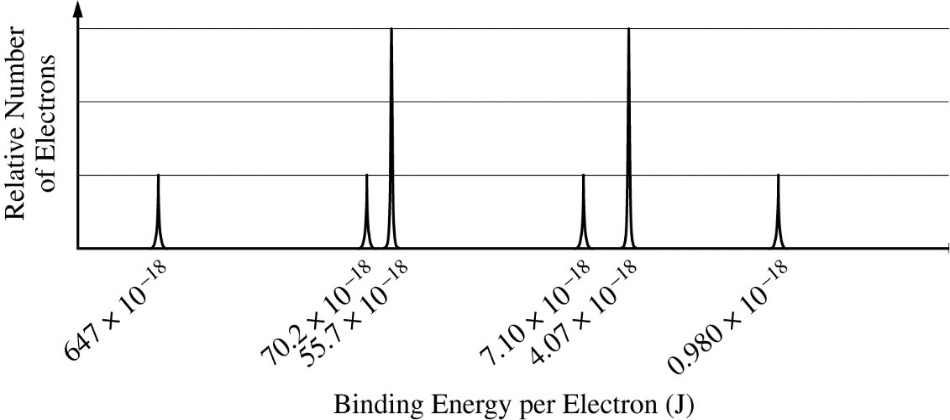 Relative Number
of Electrons
647 × 10⁻¹⁸
70.2 × 10⁻¹⁸
55.7 × 10⁻¹⁸
7.10 × 10⁻¹⁸
4.07 × 10⁻¹⁸
0.980 × 10⁻¹⁸
Binding Energy per Electron (J)